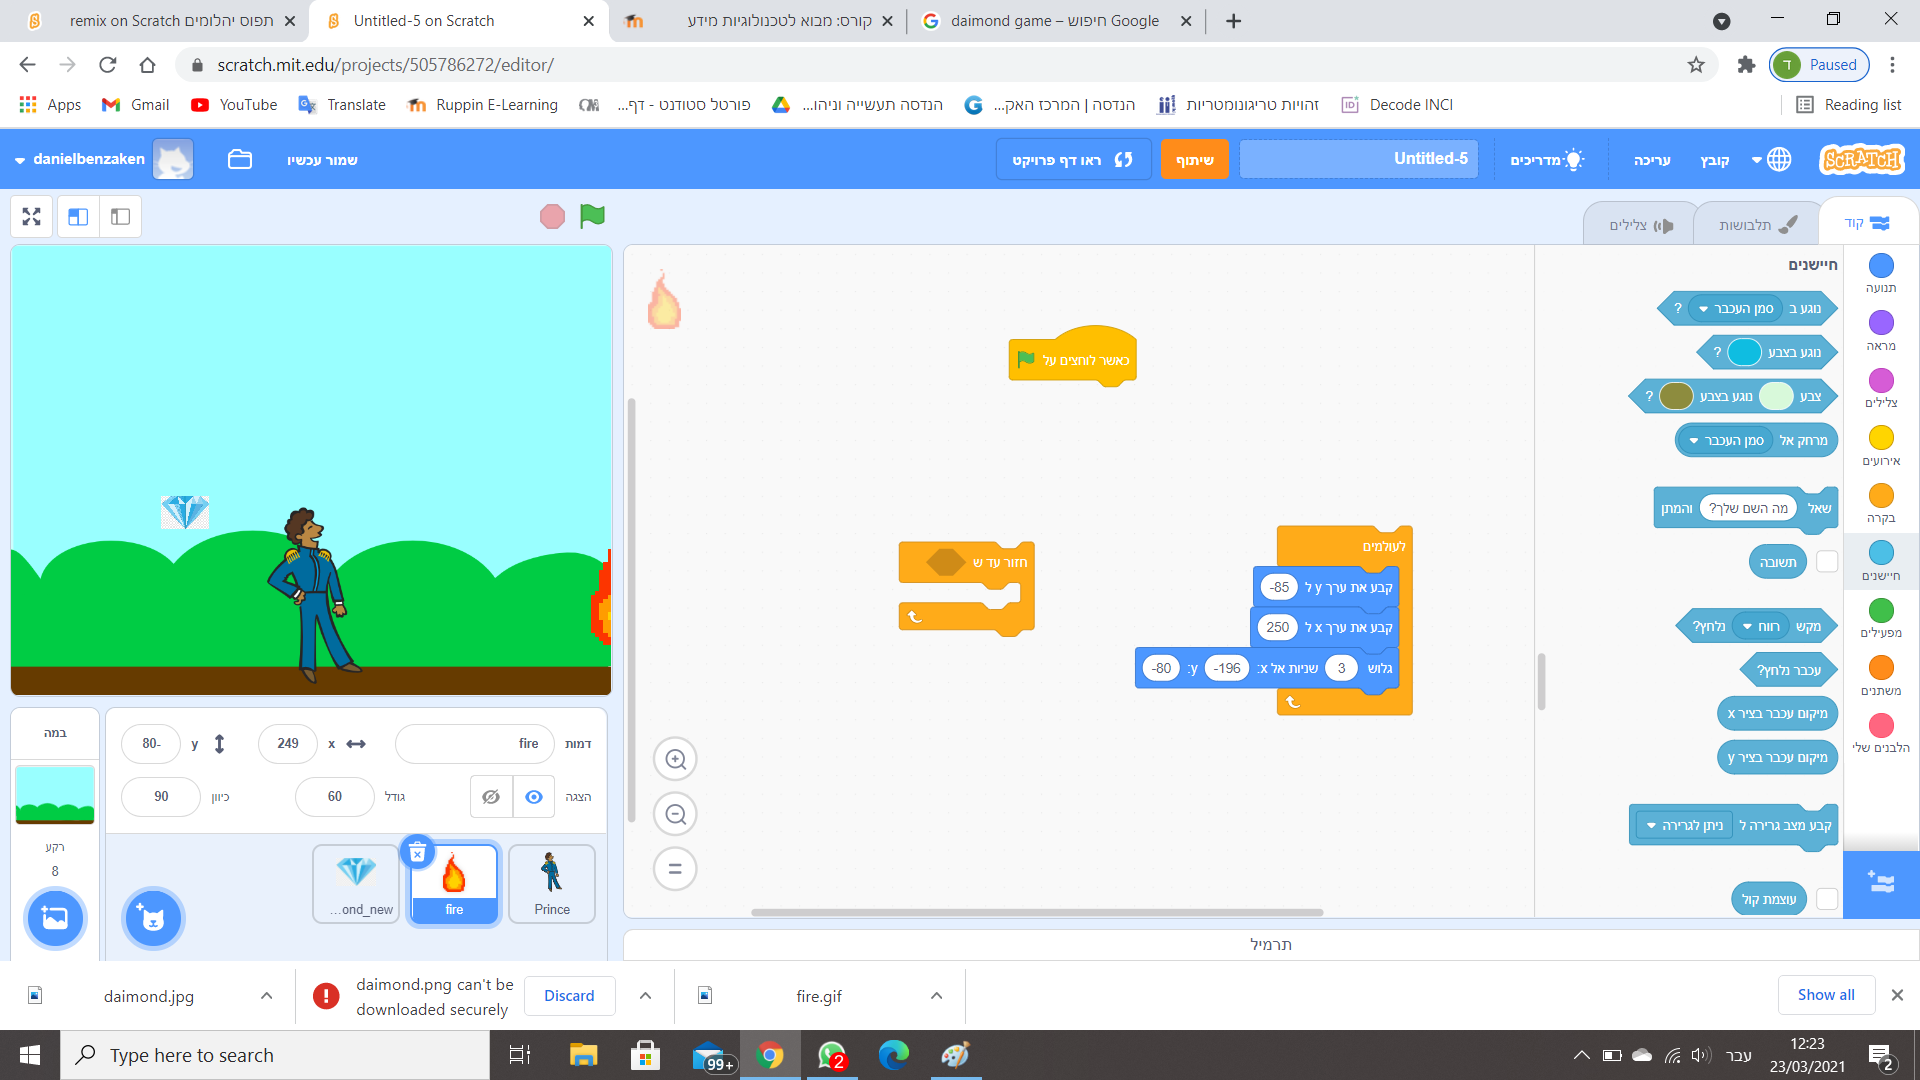 תפוס יהלומים remix on Scratch
Untitled-5 on Scratch
קורס: מבוא לטכנולוגיות מידע
daimond game – חיפוש Google
scratch.mit.edu/projects/505786272/editor/
Paused
Apps
Gmail
YouTube
Translate
Ruppin E-Learning
פורטל סטודנט - דף...
הנדסה תעשייה וניהו...
הנדסה | המרכז האק...
זהויות טריגונומטריות
Decode INCI
Reading list
danielbenzaken
שמור עכשיו
ראו דף פרויקט
שיתוף
Untitled-5
מדריכים
עריכה
קובץ
SCRATCH
קוד
תלבושות
צלילים
תנועה
מראה
צלילים
אירועים
בקרה
חיישנים
מפעילים
משתנים
הלבנים שלי
חיישנים
נוגע ב סמן העכבר ?
נוגע בצבע ?
צבע נוגע בצבע ?
מרחק אל סמן העכבר
שאל מה השם שלך? והמתן
תשובה
מקש רווח נלחץ?
עכבר נלחץ?
מיקום עכבר בציר x
מיקום עכבר בציר y
קבע מצב גרירה ל ניתן לגרירה
עוצמת קול
כאשר לוחצים על
חזור עד ש
לעולמים
קבע את ערך y ל -85
קבע את ערך x ל 250
גלוש 3 שניות אל x: -196 y: -80
תרמיל
דמות fire x 249 y 80-
הצגה גודל 60 כיוון 90
במה
רקע
8
...ond_new
fire
Prince
daimond.jpg
daimond.png can't be
downloaded securely
Discard
fire.gif
Show all
Type here to search
99+
2
עבר
12:23
23/03/2021
2